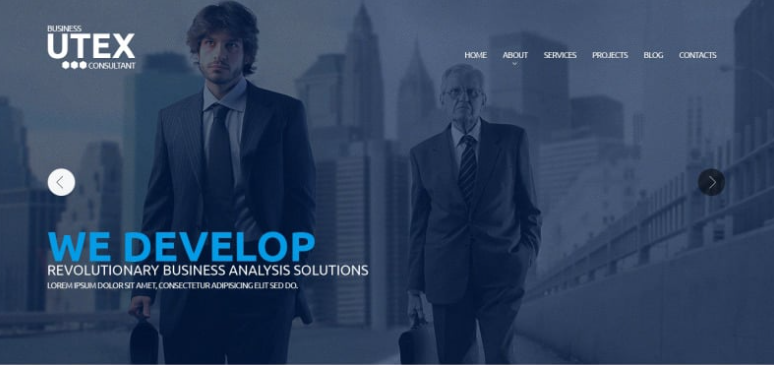 BUSINESS
UTEX
CONSULTANT
HOME ABOUT SERVICES PROJECTS BLOG CONTACTS
WE DEVELOP
REVOLUTIONARY BUSINESS ANALYSIS SOLUTIONS
LOREM IPSUM DOLOR SIT AMET, CONSECTETUR ADIPISICING ELIT SED DO.